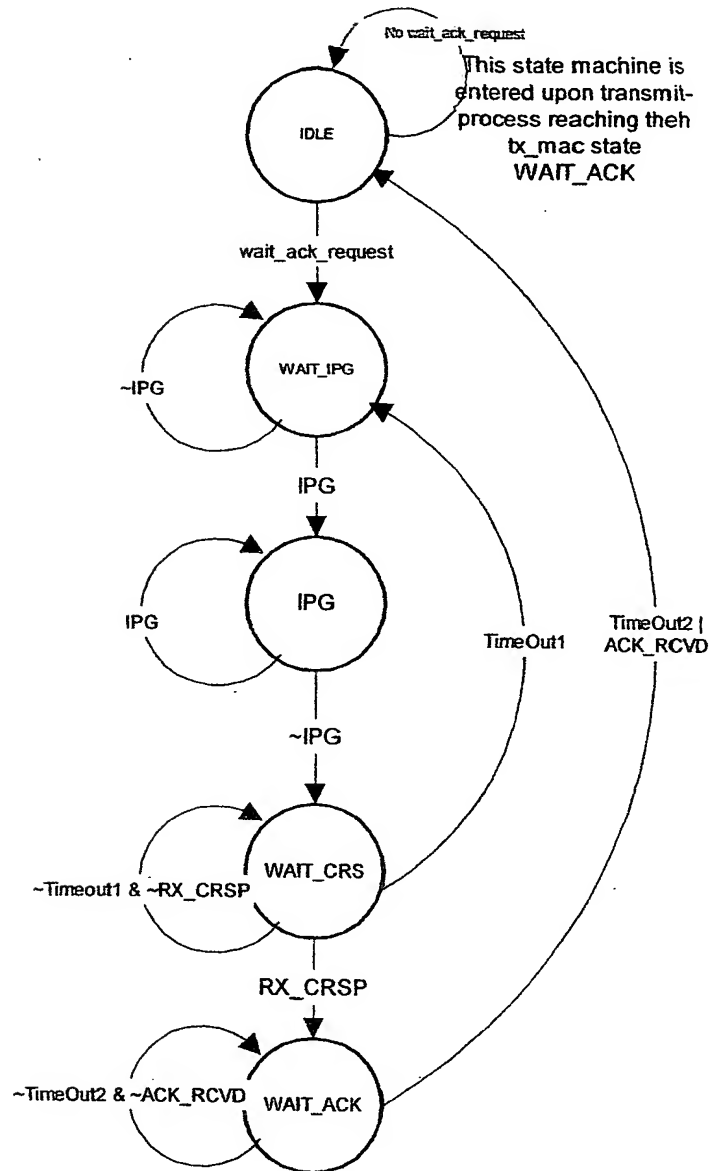 No wait_ack_request
This state machine is
entered upon transmit-
process reaching theh
tx_mac state
WAIT_ACK
IDLE
wait_ack_request
WAIT_IPG
~IPG
IPG
IPG
IPG
TimeOut1
TimeOut2 |
ACK_RCVD
~IPG
WAIT_CRS
~Timeout1 & ~RX_CRSP
RX_CRSP
~TimeOut2 & ~ACK_RCVD
WAIT_ACK